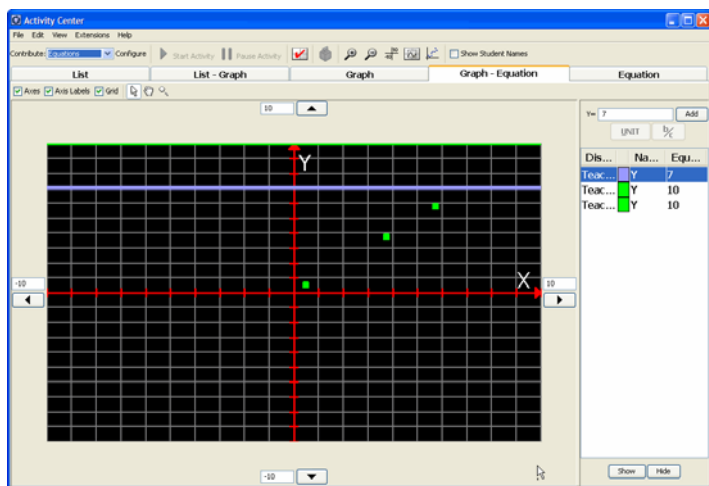 Activity Center
File Edit View Extensions Help
Contribute: Equations Configure Start Activity Pause Activity Show Student Names
List List - Graph Graph Graph - Equation Equation
Axes Axis Labels Grid
10
Y= 7 Add
UNIT b/E
Dis... Na... Equ...
Teac... Y 7
Teac... Y 10
Teac... Y 10
Y
X
-10 10
-10
Show Hide